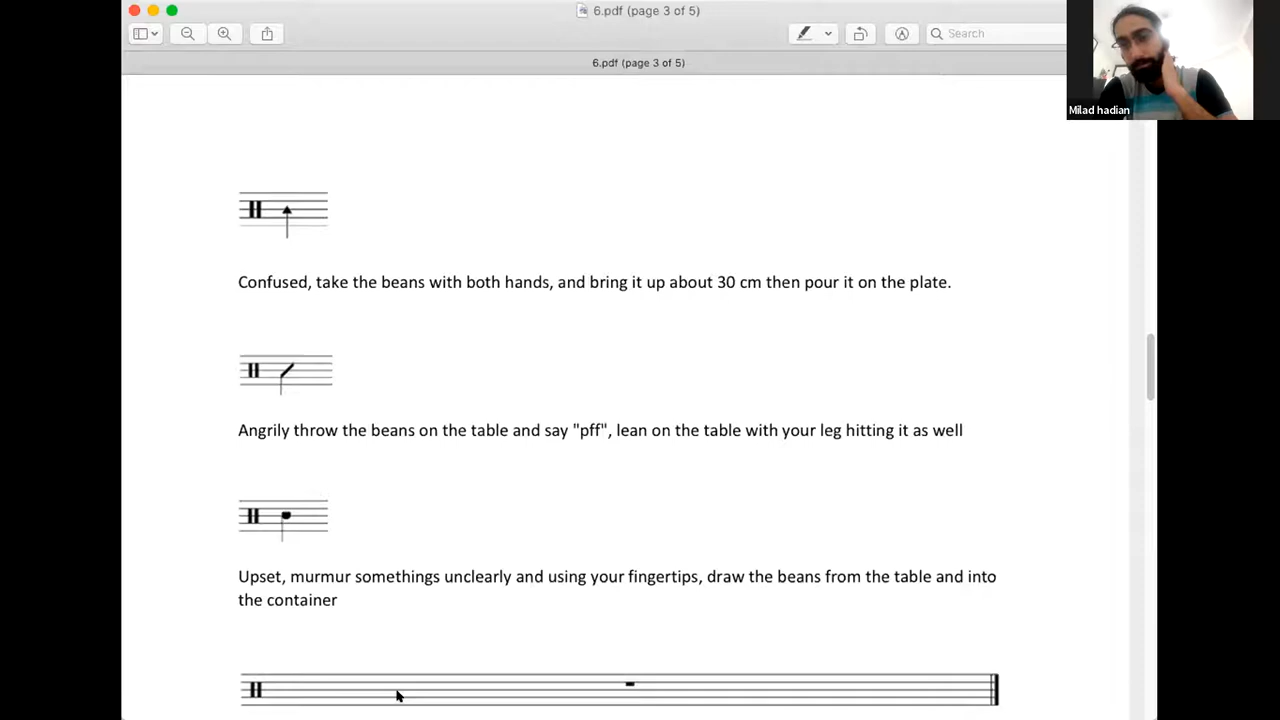 6.pdf (page 3 of 5)
Search
6.pdf (page 3 of 5)
Milad hadian
Confused, take the beans with both hands, and bring it up about 30 cm then pour it on the plate.
Angrily throw the beans on the table and say "pff", lean on the table with your leg hitting it as well
Upset, murmur somethings unclearly and using your fingertips, draw the beans from the table and into
the container